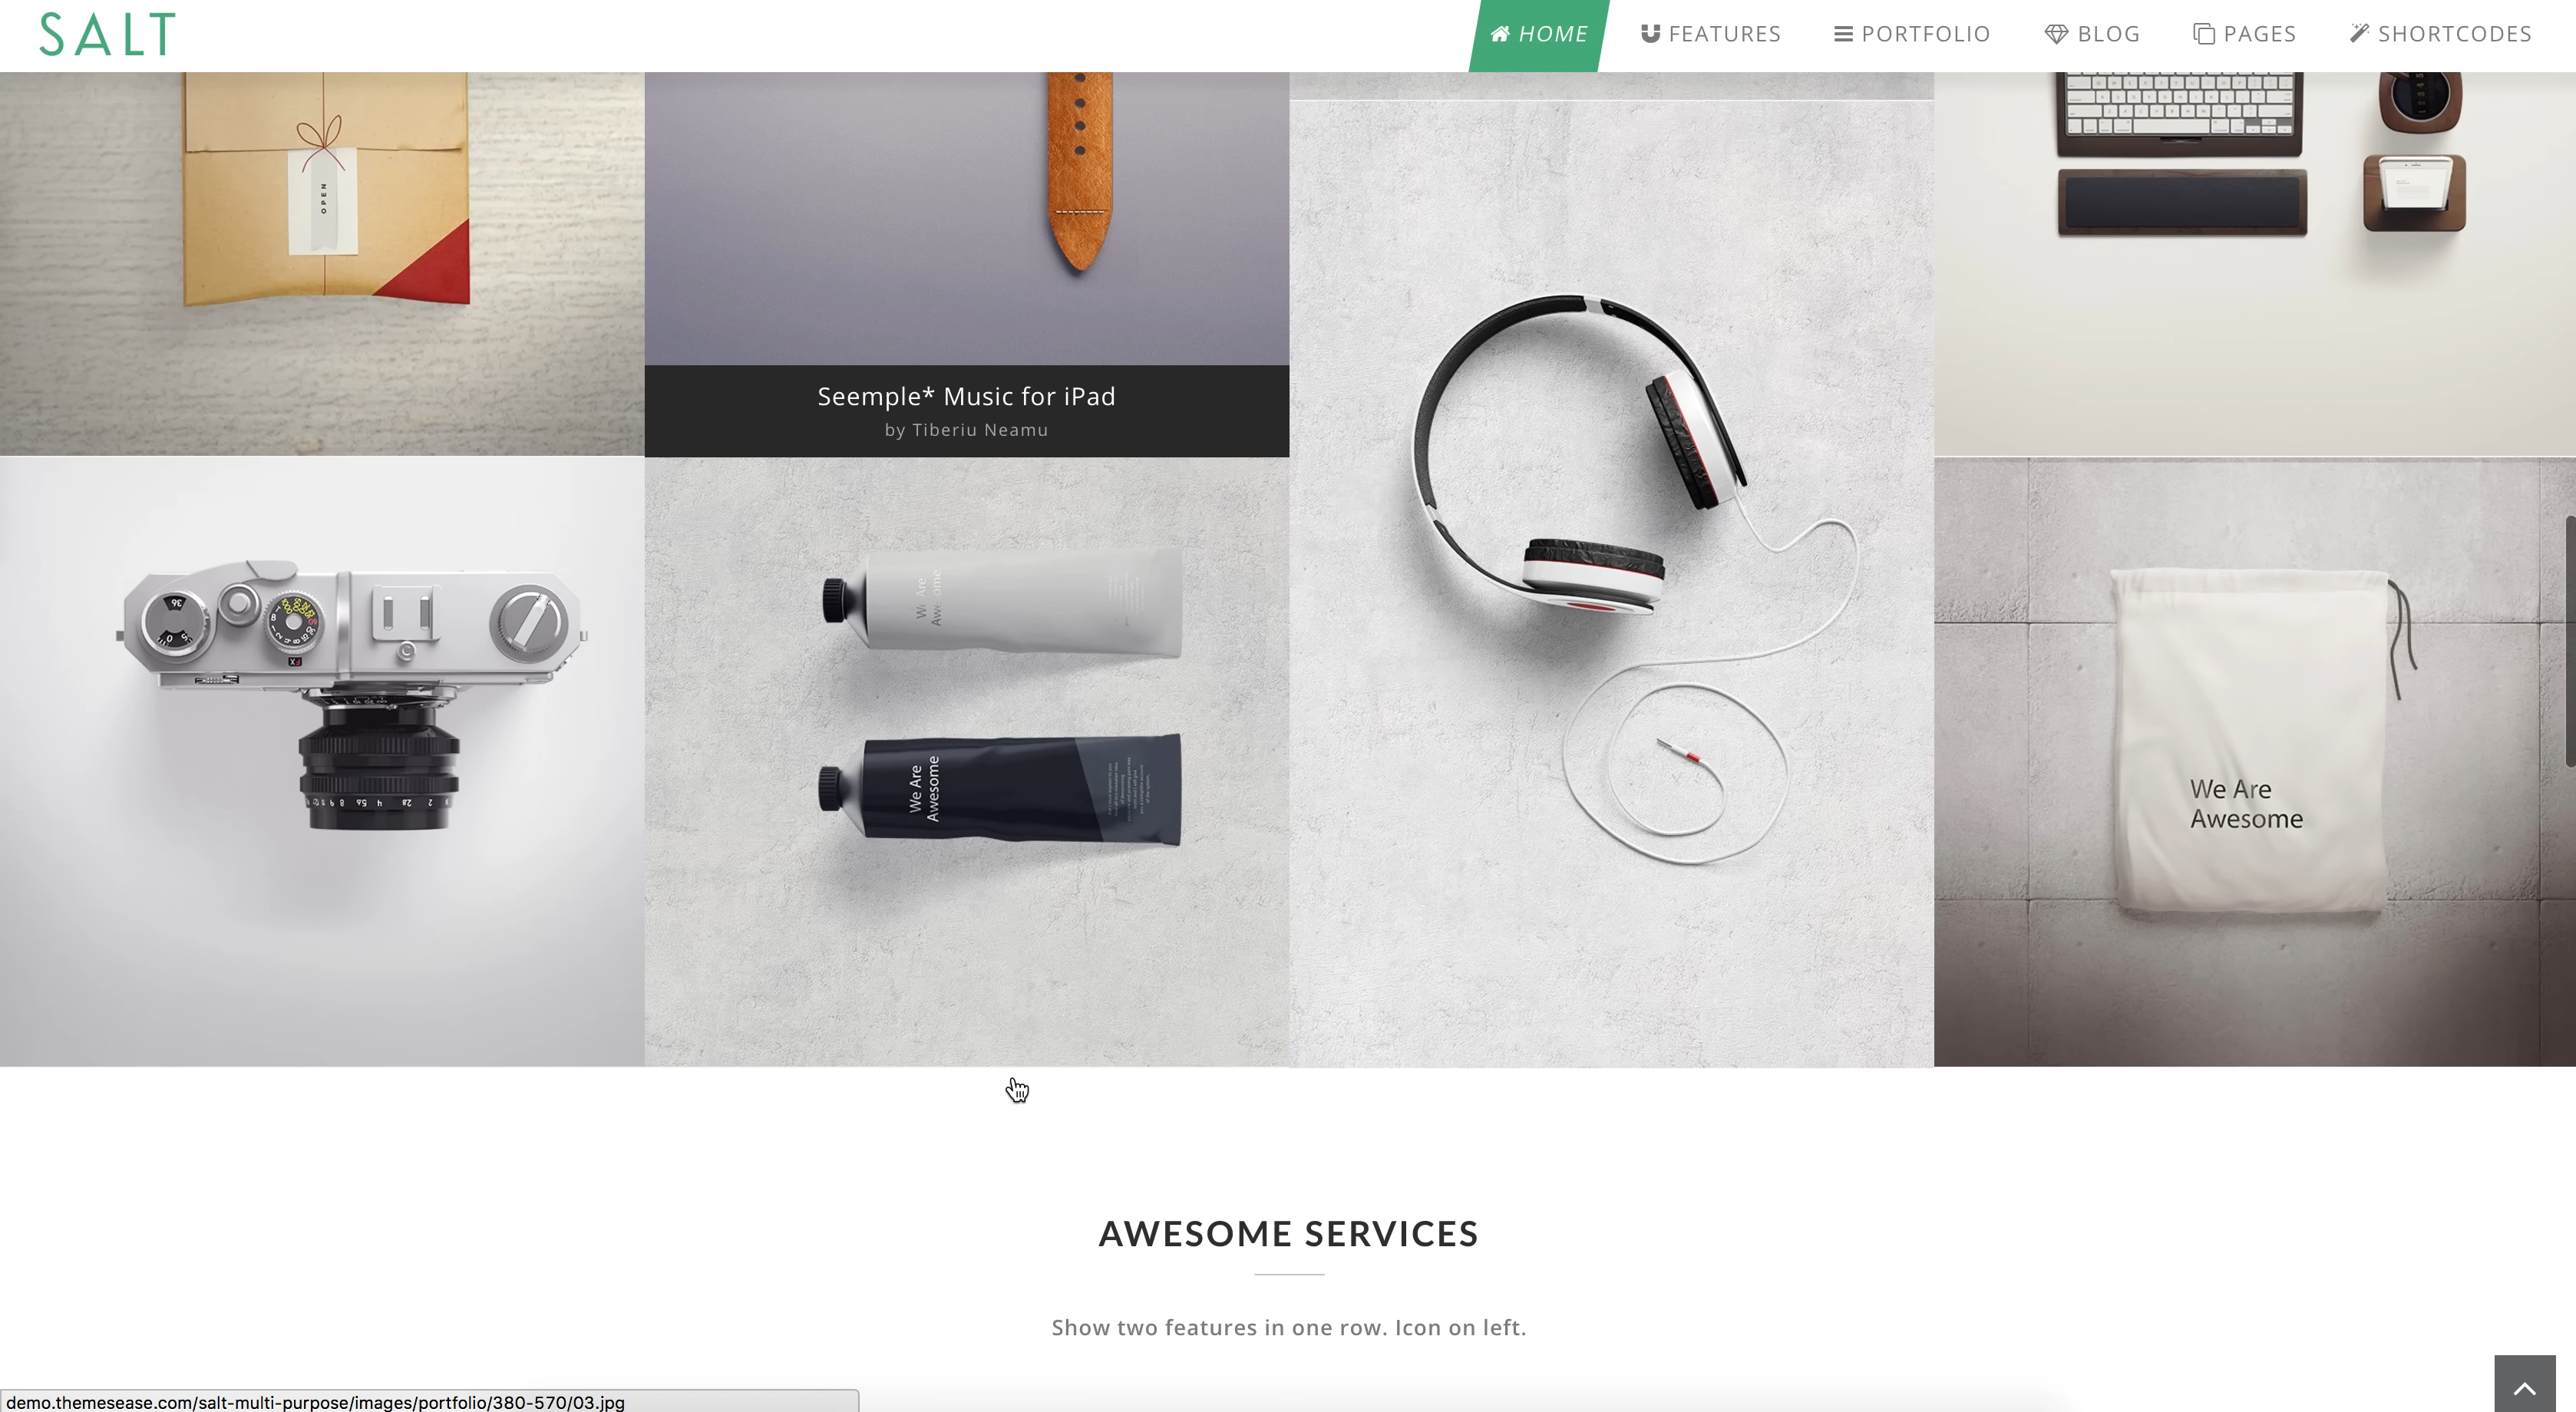 SALT
HOME
FEATURES
PORTFOLIO
BLOG
PAGES
SHORTCODES
OPEN
Seemple* Music for iPad
by Tiberiu Neamu
We Are
Awesome
We Are
Awesome
We Are
Awesome
AWESOME SERVICES
Show two features in one row. Icon on left.
demo.themesease.com/salt-multi-purpose/images/portfolio/380-570/03.jpg